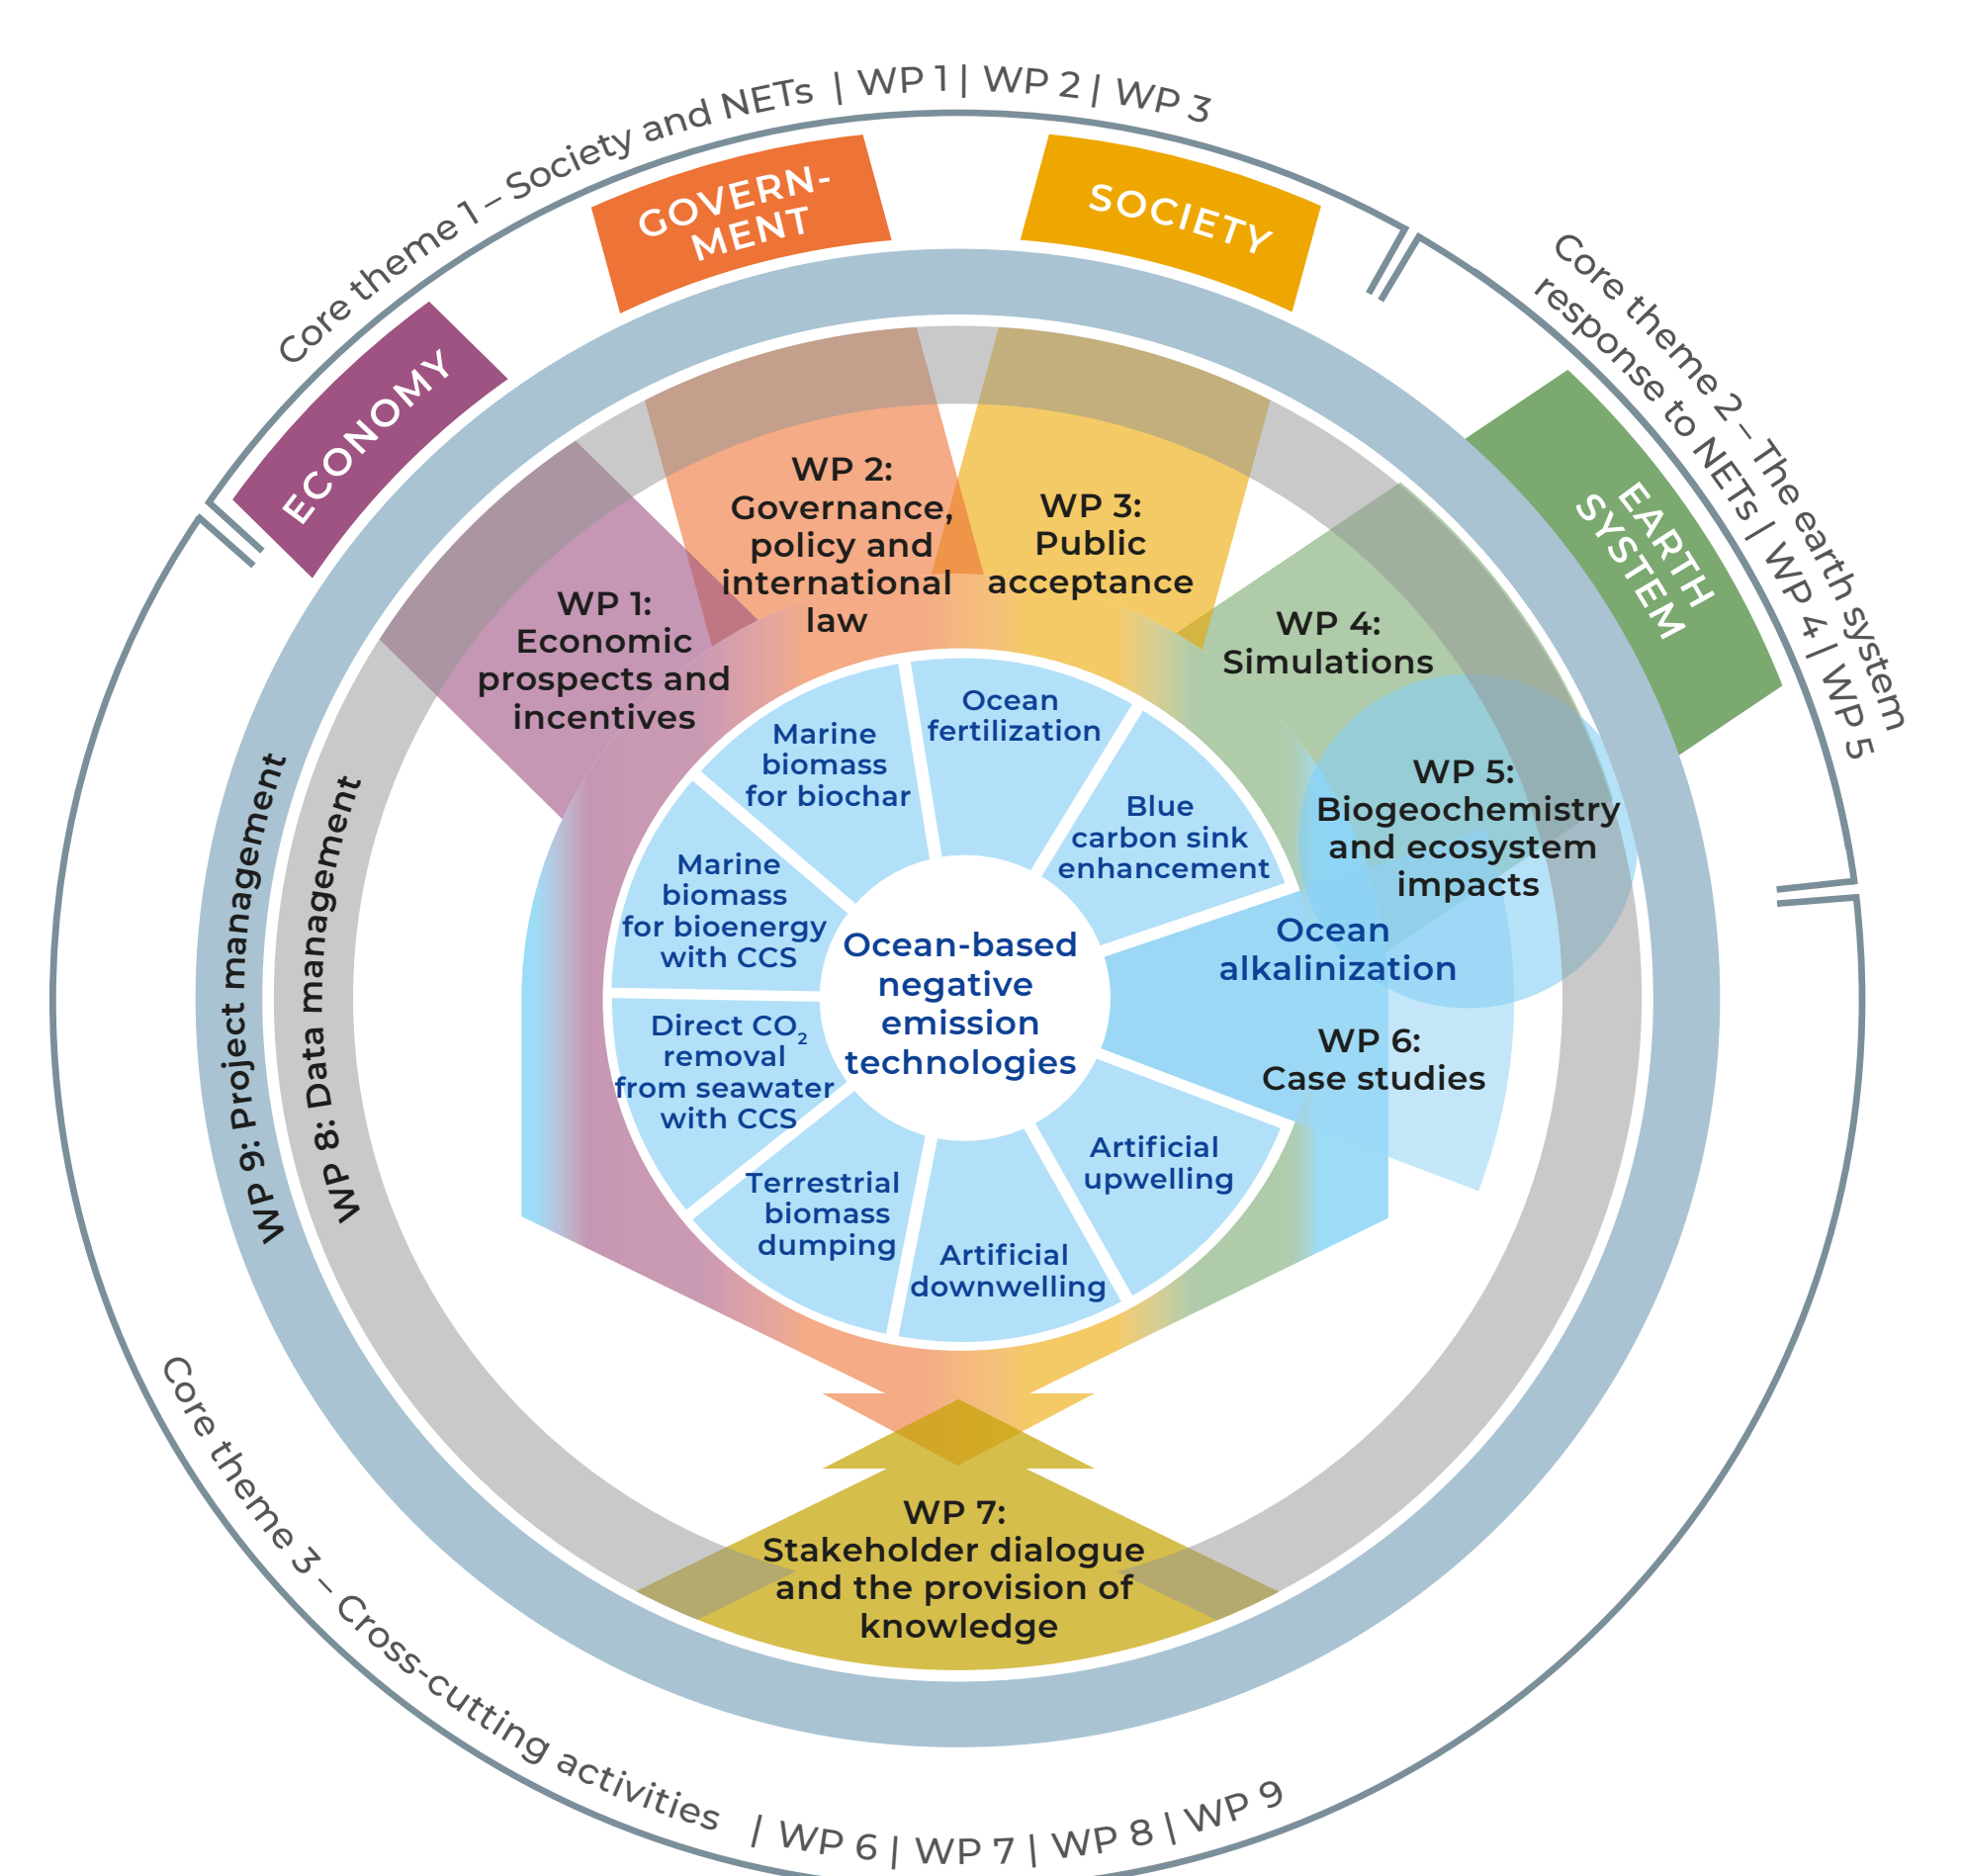 Core theme 1 – Society and NETs | WP 1 | WP 2 | WP 3
Core theme 2 – The earth system
response to NETs | WP 4 | WP 5
ECONOMY
GOVERN-
MENT
SOCIETY
EARTH
SYSTEM
WP 9: Project management
WP 8: Data management
WP 1:
Economic
prospects and
incentives
WP 2:
Governance,
policy and
international
law
WP 3:
Public
acceptance
WP 4:
Simulations
WP 5:
Biogeochemistry
and ecosystem
impacts
WP 6:
Case studies
Ocean
fertilization
Blue
carbon sink
enhancement
Ocean
alkalinization
Artificial
upwelling
Artificial
downwelling
Terrestrial
biomass
dumping
Direct CO₂
removal
from seawater
with CCS
Marine
biomass
for bioenergy
with CCS
Marine
biomass
for biochar
Ocean-based
negative
emission
technologies
WP 7:
Stakeholder dialogue
and the provision of
knowledge
Core theme 3 – Cross-cutting activities | WP 6 | WP 7 | WP 8 | WP 9